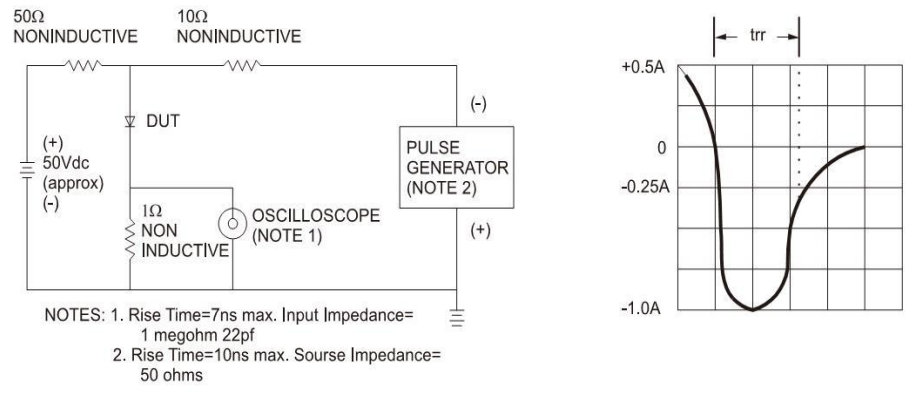 50Ω
NONINDUCTIVE
10Ω
NONINDUCTIVE
DUT
(+)
50Vdc
(approx)
(-)
1Ω
NON
INDUCTIVE
OSCILLOSCOPE
(NOTE 1)
(-)
PULSE
GENERATOR
(NOTE 2)
(+)
NOTES: 1. Rise Time=7ns max. Input Impedance=
1 megohm 22pf
2. Rise Time=10ns max. Sourse Impedance=
50 ohms
trr
+0.5A
0
-0.25A
-1.0A